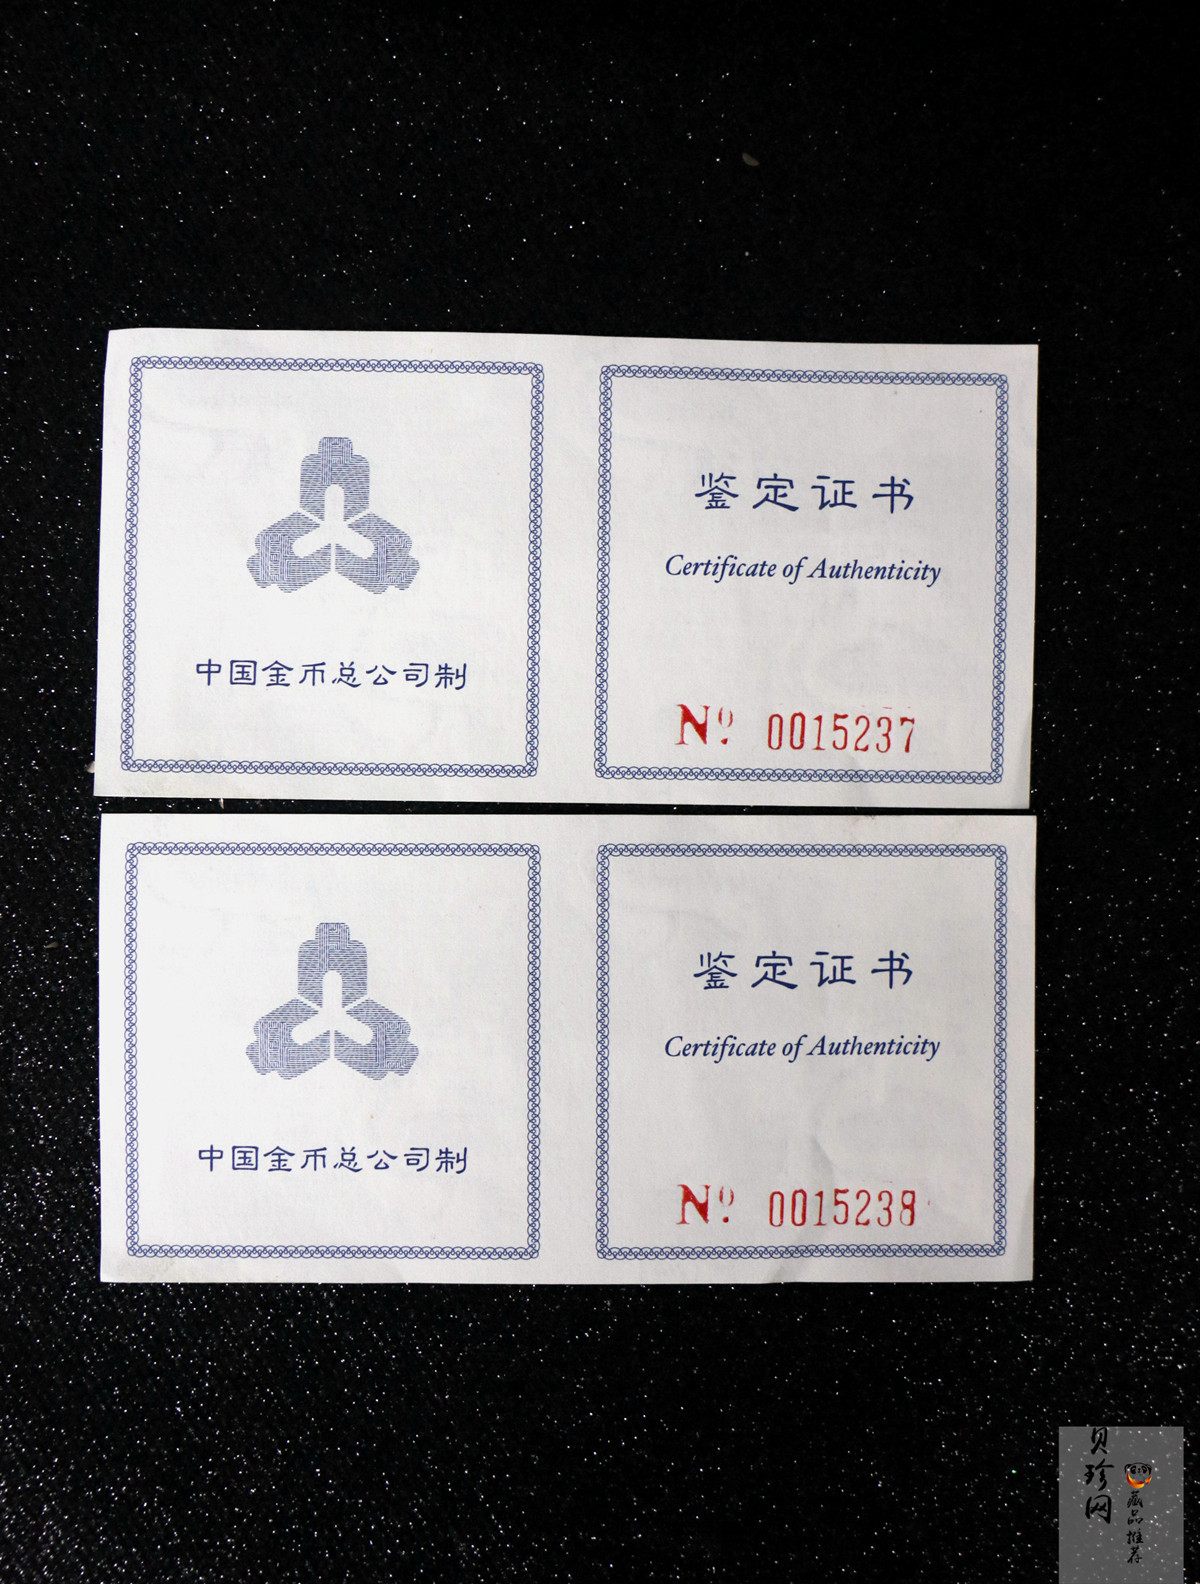 中国金币总公司制
鉴定证书
Certificate of Authenticity
Nº 0015237
中国金币总公司制
鉴定证书
Certificate of Authenticity
Nº 0015238
贝珍网
藏品推荐